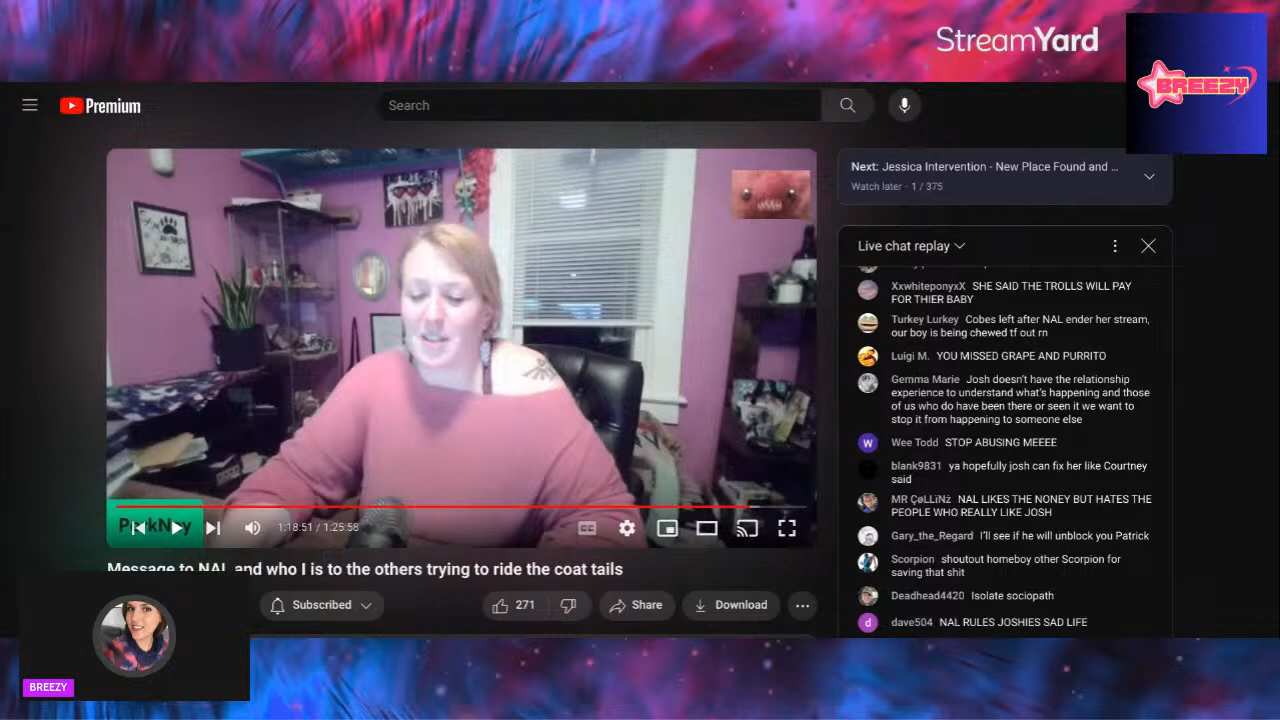 StreamYard
BREEZY
Premium
Search
Next: Jessica Intervention - New Place Found and ...
Watch later · 1 / 375
Live chat replay
XxwhiteponyxX SHE SAID THE TROLLS WILL PAY
FOR THIER BABY
Turkey Lurkey Cobes left after NAL ender her stream,
our boy is being chewed tf out rn
Luigi M. YOU MISSED GRAPE AND PURRITO
Gemma Marie Josh doesn't have the relationship
experience to understand what's happening and those
of us who do have been there or seen it we want to
stop it from happening to someone else
W Wee Todd STOP ABUSING MEEEE
blank9831 ya hopefully josh can fix her like Courtney
said
MR ÇøLLïNż NAL LIKES THE NONEY BUT HATES THE
PEOPLE WHO REALLY LIKE JOSH
Gary_the_Regard I'll see if he will unblock you Patrick
Scorpion shoutout homeboy other Scorpion for
saving that shit
Deadhead4420 Isolate sociopath
d dave504 NAL RULES JOSHIES SAD LIFE
1:18:51 / 1:25:58
CC
Message to NAL and who I is to the others trying to ride the coat tails
Subscribed
271
Share
Download
...
BREEZY